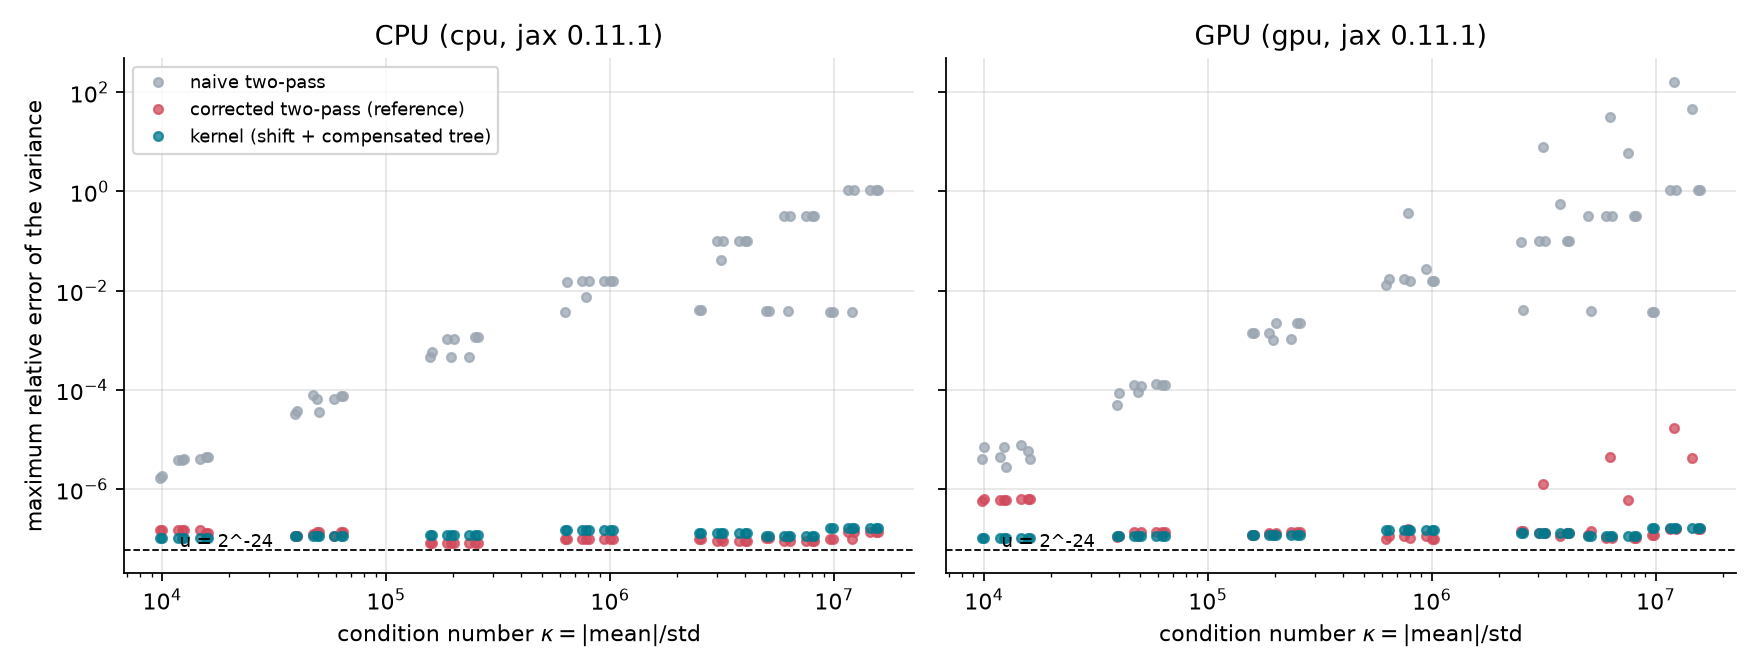 CPU (cpu, jax 0.11.1)
GPU (gpu, jax 0.11.1)
naive two-pass
corrected two-pass (reference)
kernel (shift + compensated tree)
maximum relative error of the variance
10^2
10^0
10^-2
10^-4
10^-6
u = 2^-24
u = 2^-24
10^4
10^5
10^6
10^7
10^4
10^5
10^6
10^7
condition number κ = |mean|/std
condition number κ = |mean|/std